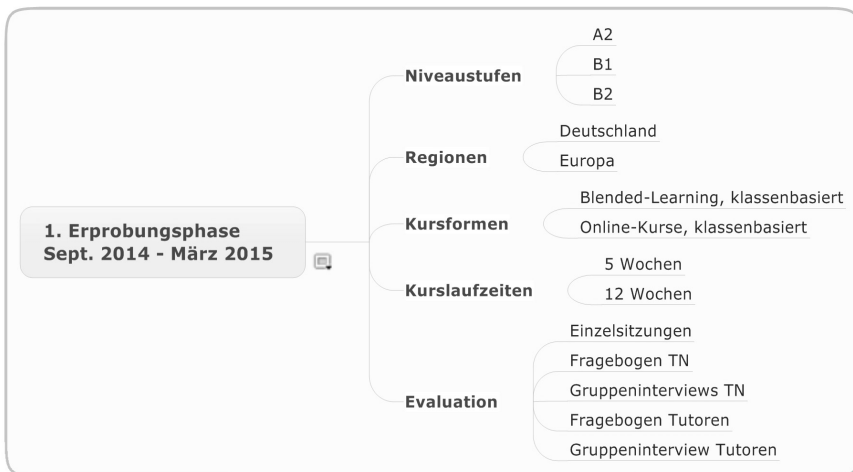 1. Erprobungsphase
Sept. 2014 - März 2015
Niveaustufen
A2
B1
B2
Regionen
Deutschland
Europa
Kursformen
Blended-Learning, klassenbasiert
Online-Kurse, klassenbasiert
Kurslaufzeiten
5 Wochen
12 Wochen
Evaluation
Einzelsitzungen
Fragebogen TN
Gruppeninterviews TN
Fragebogen Tutoren
Gruppeninterview Tutoren